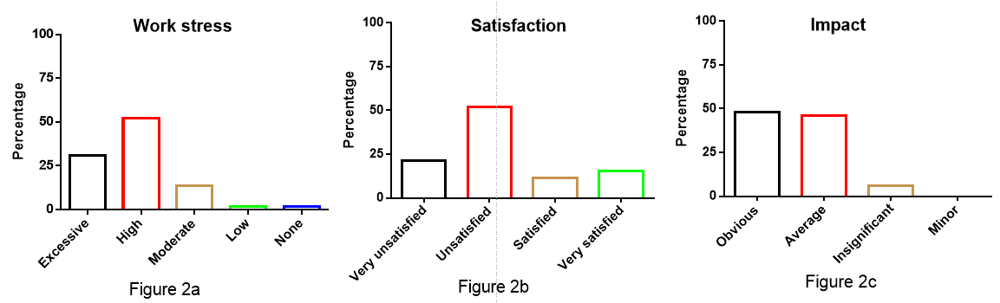 Work stress
Percentage
100
75
50
25
0
Excessive
High
Moderate
Low
None
Figure 2a
Satisfaction
Percentage
100
75
50
25
0
Very unsatisfied
Unsatisfied
Satisfied
Very satisfied
Figure 2b
Impact
Percentage
100
75
50
25
0
Obvious
Average
Insignificant
Minor
Figure 2c